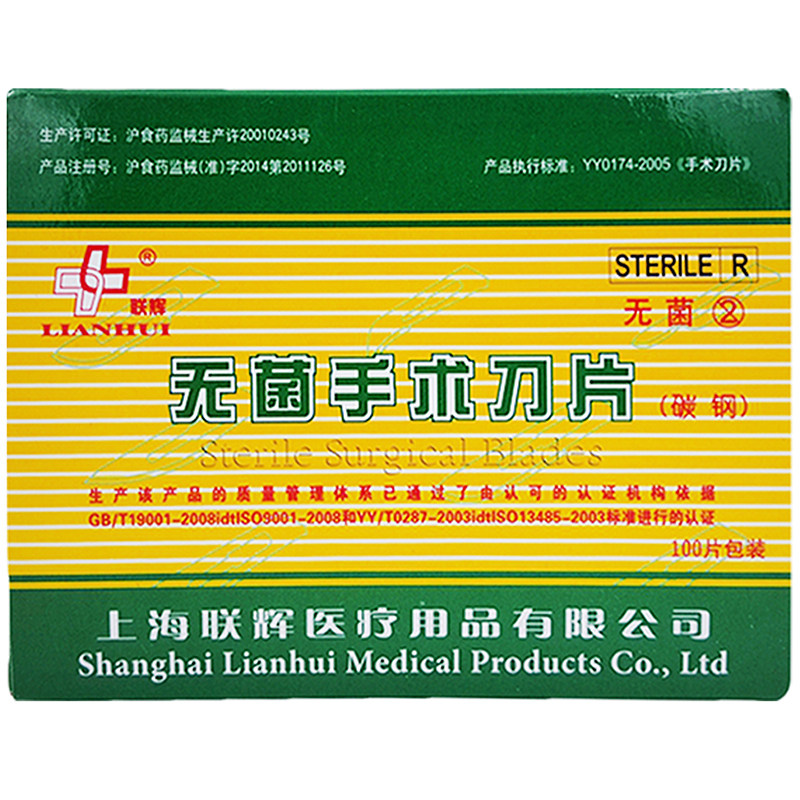 生产许可证：沪食药监械生产许20010243号
产品注册号：沪食药监械(准)字2014第2011126号
产品执行标准：YY0174-2005《手术刀片》
®
联辉
LIANHUI
STERILE R
无菌 ②
无菌手术刀片（碳钢）
Sterile Surgical Blades
生产该产品的质量管理体系已通过了由认可的认证机构依据
GB/T19001-2008idtISO9001-2008和YY/T0287-2003idtISO13485-2003标准进行的认证
100片包装
上海联辉医疗用品有限公司
Shanghai Lianhui Medical Products Co., Ltd